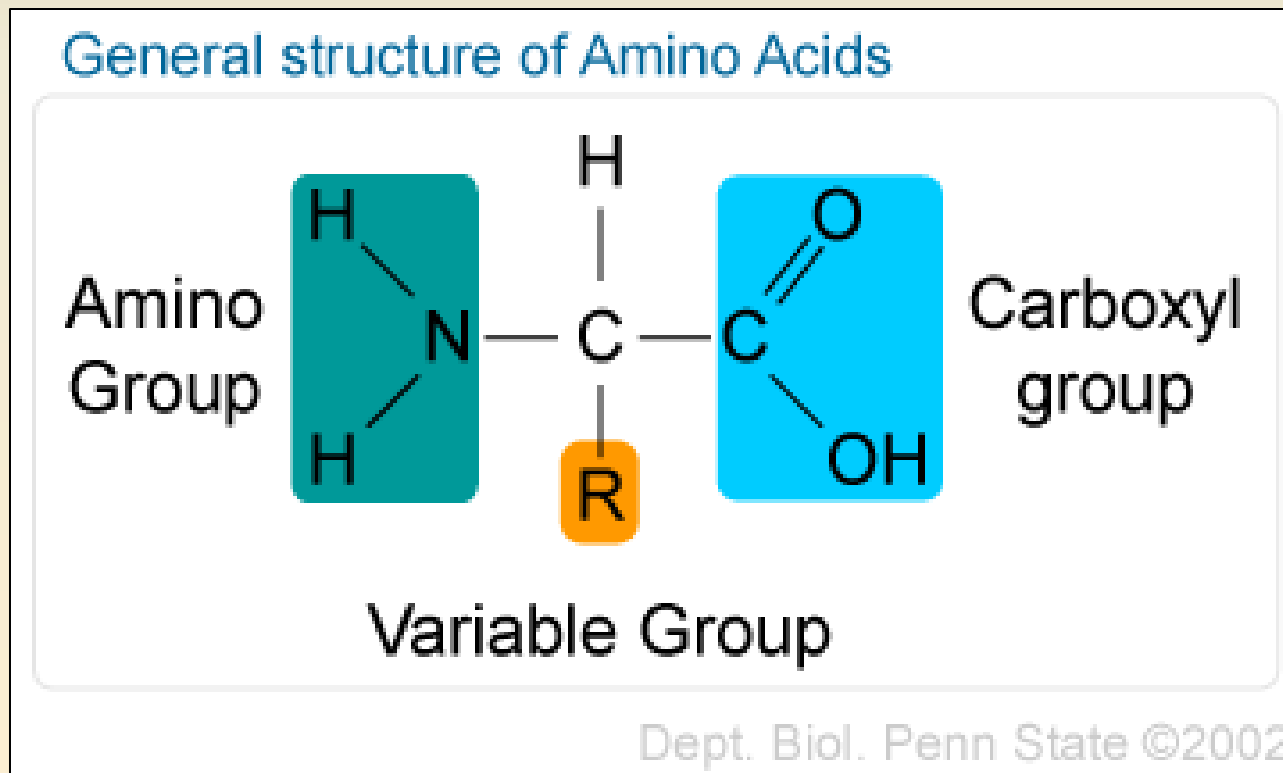 General structure of Amino Acids
H
H
O
Amino
Group
N
C
C
Carboxyl
group
H
R
OH
Variable Group
Dept. Biol. Penn State ©2002